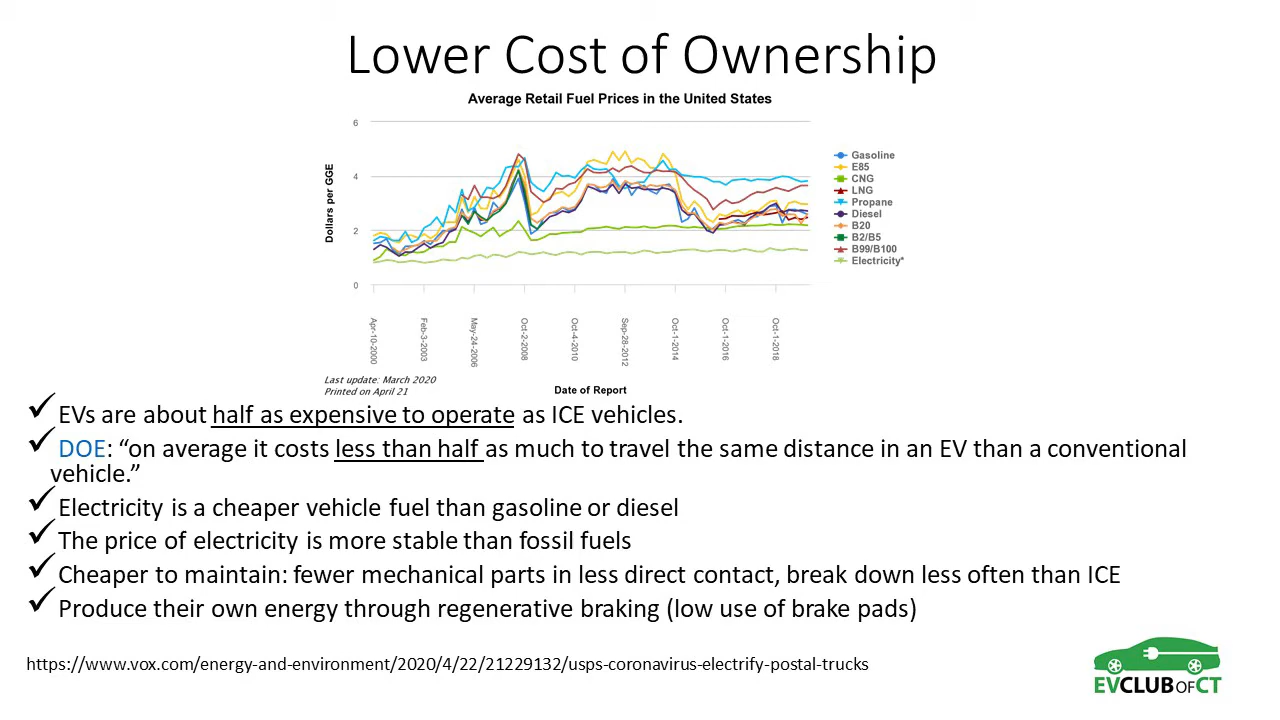 Lower Cost of Ownership
Average Retail Fuel Prices in the United States
6
4
2
0
Dollars per GGE
Gasoline
E85
CNG
LNG
Propane
Diesel
B20
B2/B5
B99/B100
Electricity*
Apr-10-2000
Feb-3-2003
May-24-2006
Oct-2-2008
Oct-4-2010
Sep-28-2012
Oct-1-2014
Oct-1-2016
Oct-1-2018
Last update: March 2020
Printed on April 21
Date of Report
EVs are about half as expensive to operate as ICE vehicles.
DOE: “on average it costs less than half as much to travel the same distance in an EV than a conventional
vehicle.”
Electricity is a cheaper vehicle fuel than gasoline or diesel
The price of electricity is more stable than fossil fuels
Cheaper to maintain: fewer mechanical parts in less direct contact, break down less often than ICE
Produce their own energy through regenerative braking (low use of brake pads)
https://www.vox.com/energy-and-environment/2020/4/22/21229132/usps-coronavirus-electrify-postal-trucks
EVCLUBOFCT